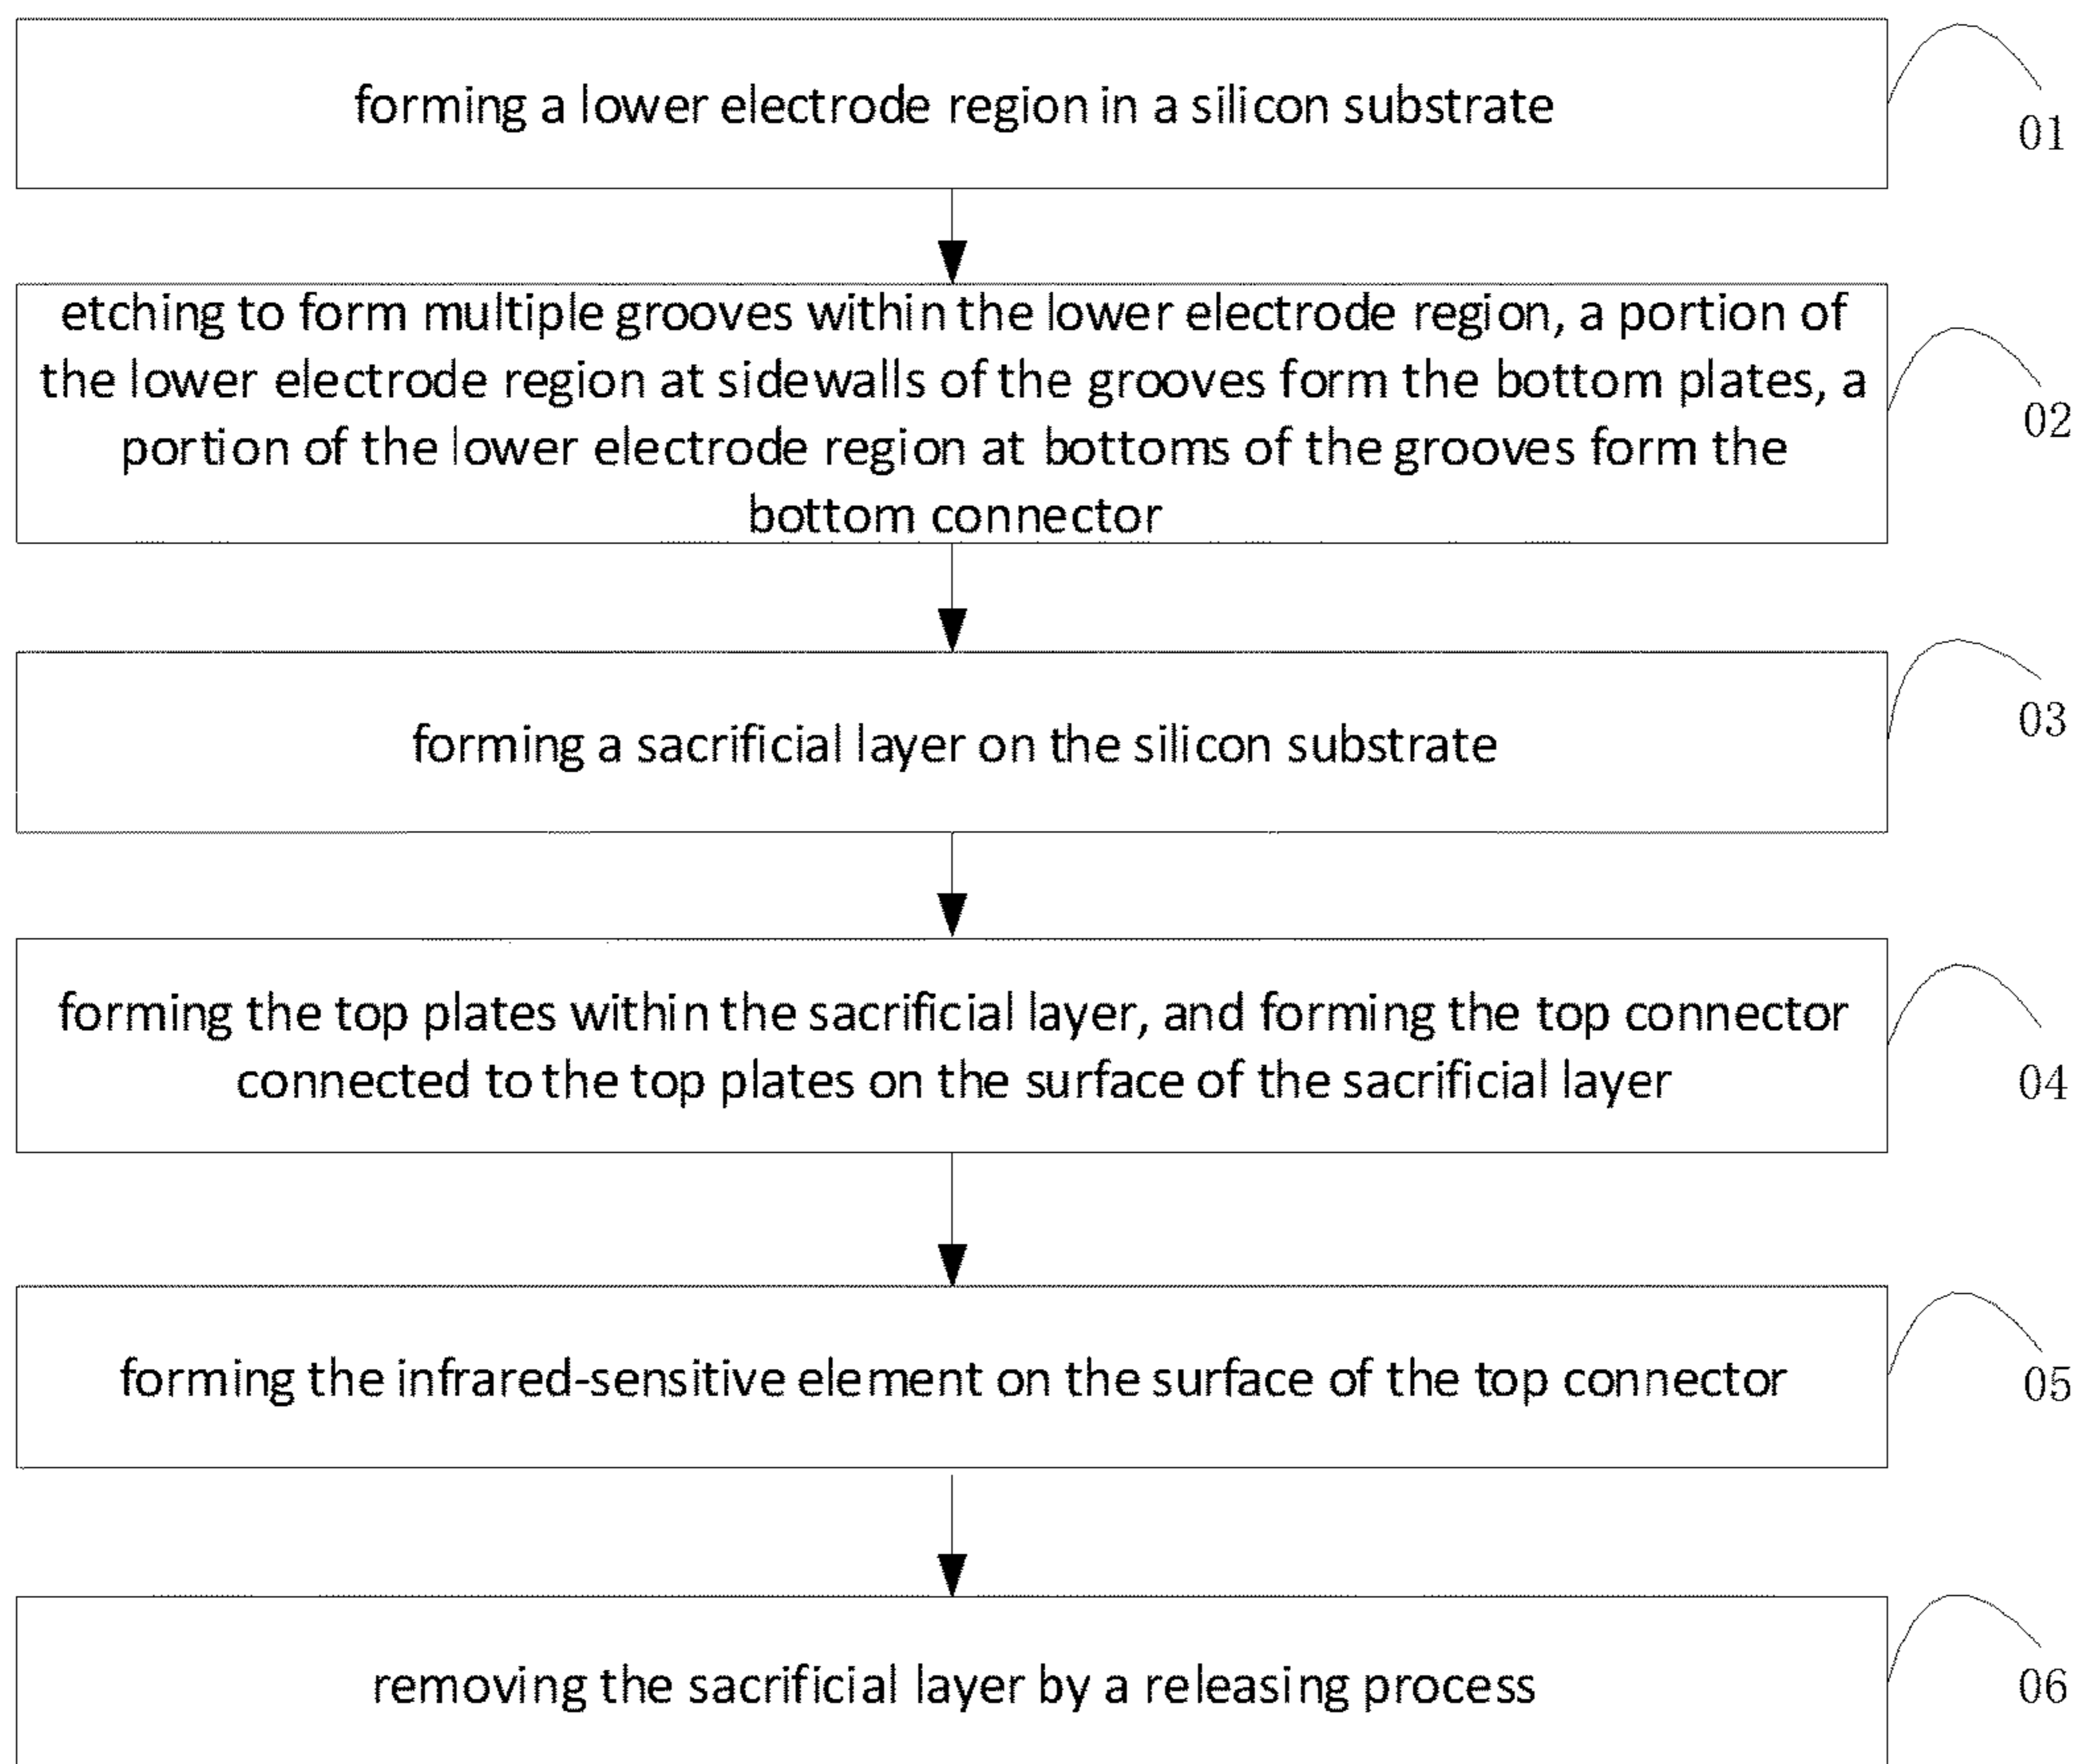 forming a lower electrode region in a silicon substrate
01
etching to form multiple grooves within the lower electrode region, a portion of
the lower electrode region at sidewalls of the grooves form the bottom plates, a
portion of the lower electrode region at bottoms of the grooves form the
bottom connector
02
forming a sacrificial layer on the silicon substrate
03
forming the top plates within the sacrificial layer, and forming the top connector
connected to the top plates on the surface of the sacrificial layer
04
forming the infrared-sensitive element on the surface of the top connector
05
removing the sacrificial layer by a releasing process
06